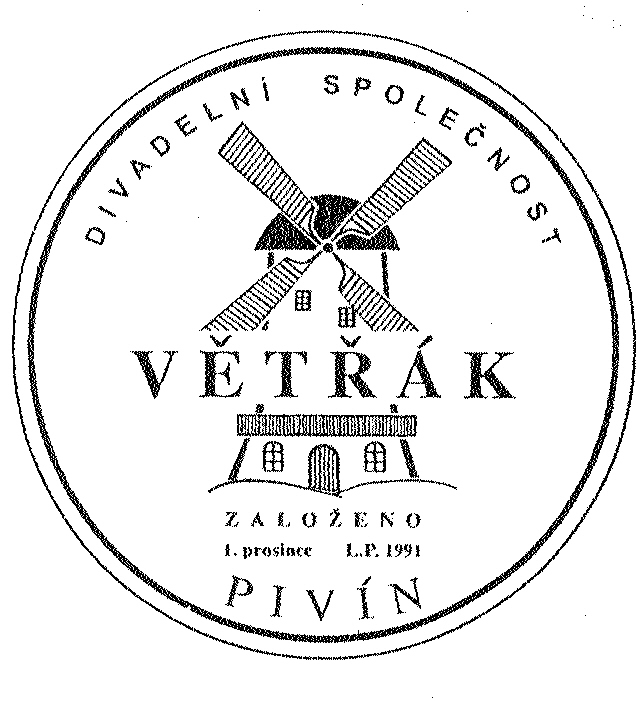 DIVADELNÍ SPOLEČNOST
VĚTŘÁK
ZALOŽENO
1. prosince L.P. 1991
PIVÍN